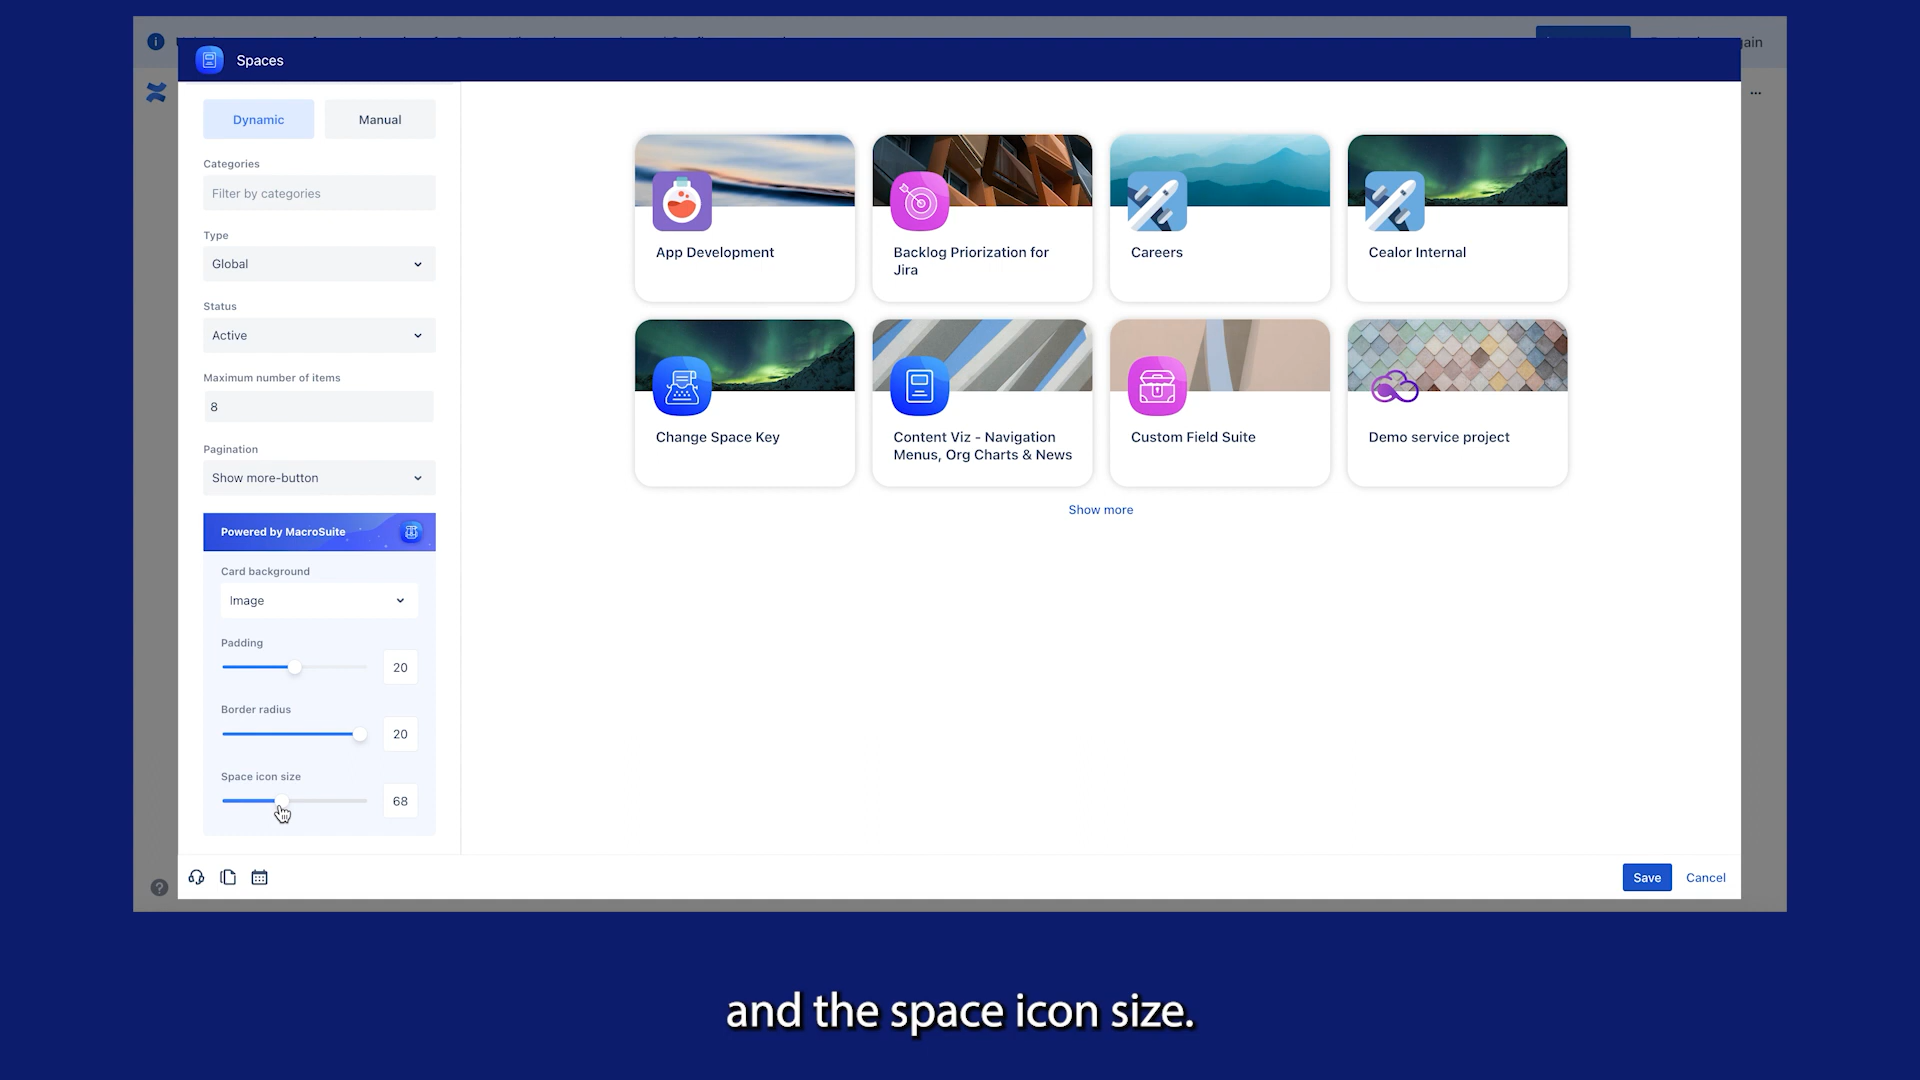 Spaces
Dynamic
Manual
Categories
Filter by categories
Type
Global
Status
Active
Maximum number of items
8
Pagination
Show more-button
Powered by MacroSuite
Card background
Image
Padding
20
Border radius
20
Space icon size
68
App Development
Backlog Priorization for
Jira
Careers
Cealor Internal
Change Space Key
Content Viz - Navigation
Menus, Org Charts & News
Custom Field Suite
Demo service project
Show more
Save
Cancel
and the space icon size.